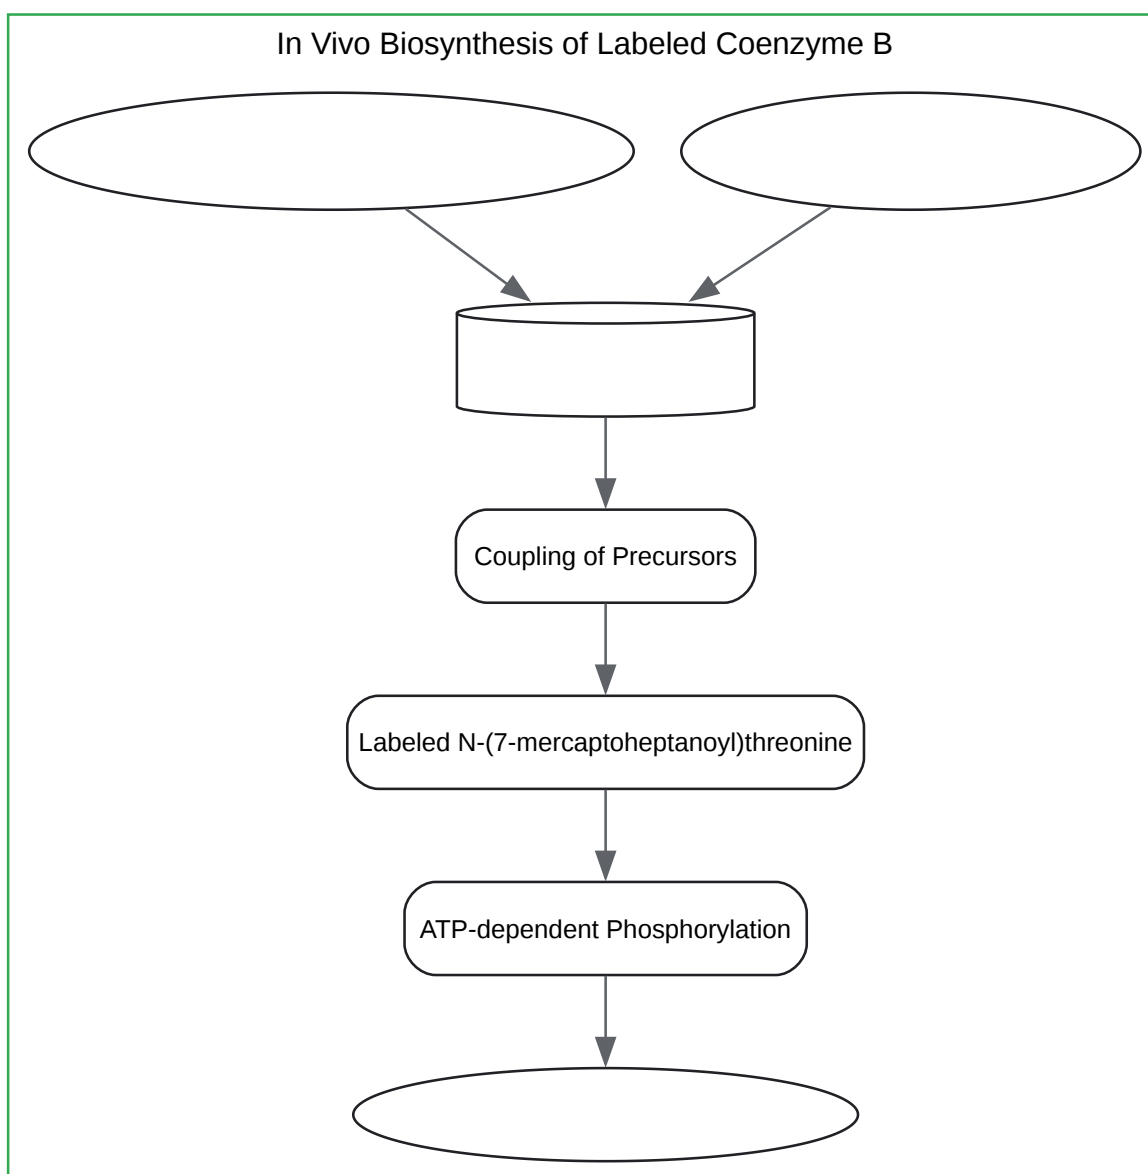 In Vivo Biosynthesis of Labeled Coenzyme B
Coupling of Precursors
Labeled N-(7-mercaptoheptanoyl)threonine
ATP-dependent Phosphorylation